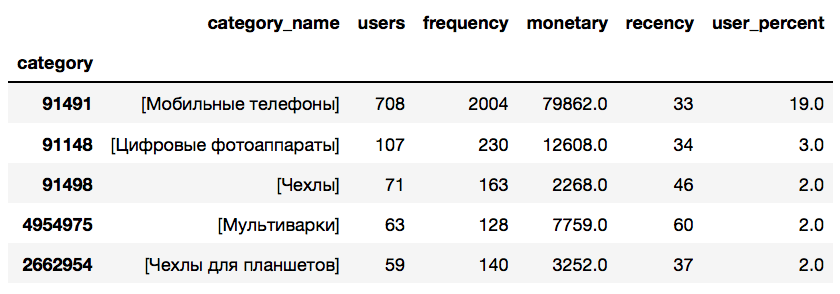 category_name users frequency monetary recency user_percent
category
91491 [Мобильные телефоны] 708 2004 79862.0 33 19.0
91148 [Цифровые фотоаппараты] 107 230 12608.0 34 3.0
91498 [Чехлы] 71 163 2268.0 46 2.0
4954975 [Мультиварки] 63 128 7759.0 60 2.0
2662954 [Чехлы для планшетов] 59 140 3252.0 37 2.0